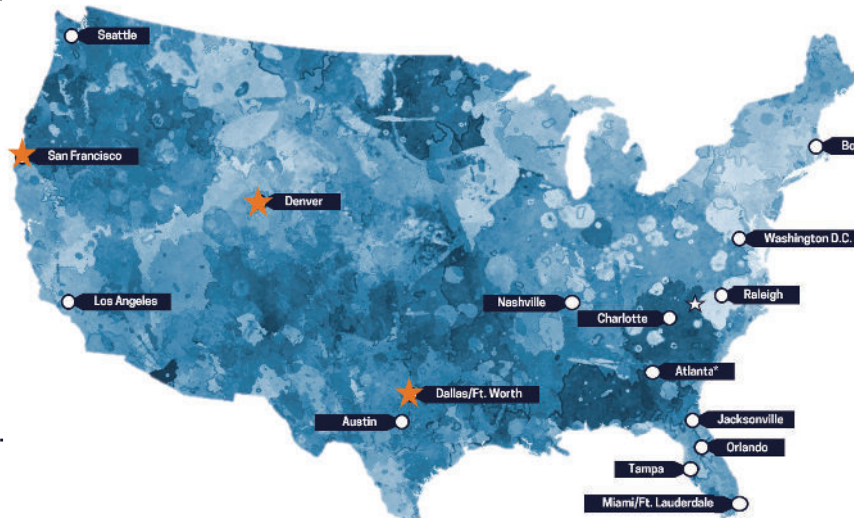 Seattle
San Francisco
Denver
Bo
Washington D.C.
Los Angeles
Nashville
Raleigh
Charlotte
Atlanta*
Dallas/Ft. Worth
Austin
Jacksonville
Orlando
Tampa
Miami/Ft. Lauderdale